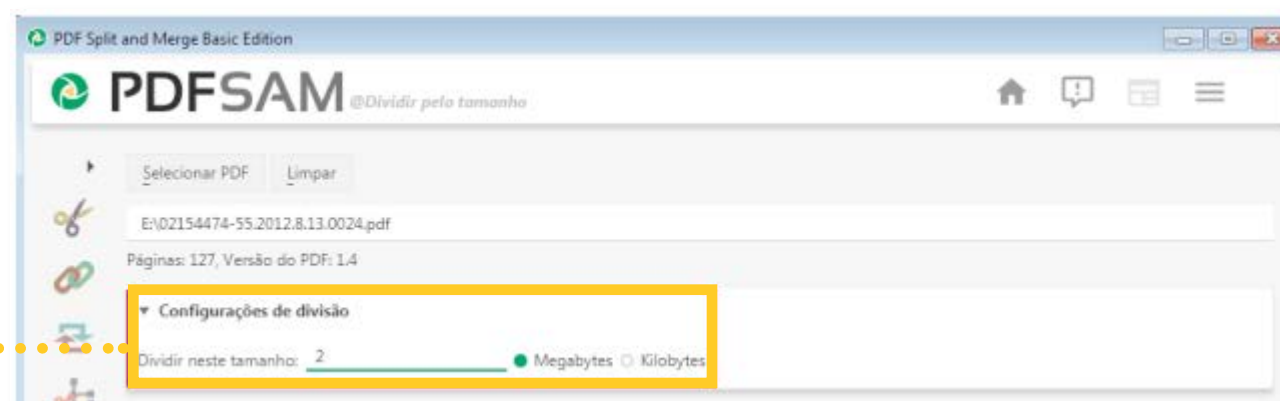 PDF Split and Merge Basic Edition
PDFSAM @Dividir pelo tamanho
Selecionar PDF Limpar
E:\02154474-55.2012.8.13.0024.pdf
Páginas: 127, Versão do PDF: 1.4
Configurações de divisão
Dividir neste tamanho: 2 Megabytes Kilobytes